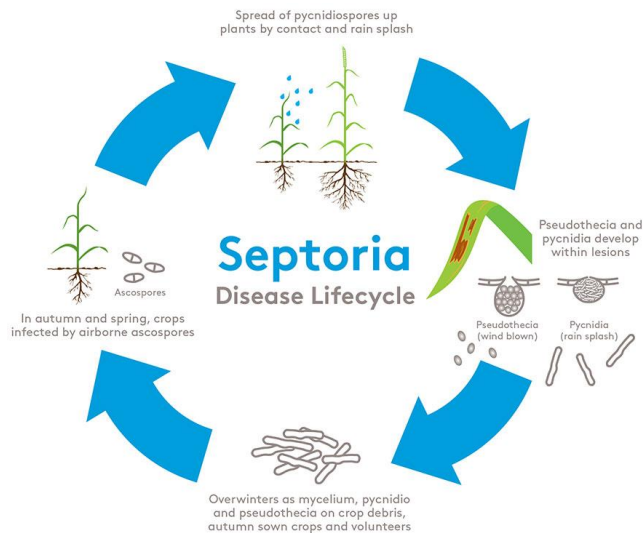 Spread of pycnidiospores up
plants by contact and rain splash
Septoria
Disease Lifecycle
Pseudothecia and
pycnidia develop
within lesions
Pseudothecia
(wind blown)
Pycnidia
(rain splash)
Ascospores
In autumn and spring, crops
infected by airborne ascospores
Overwinters as mycelium, pycnidio
and pseudothecia on crop debris,
autumn sown crops and volunteers